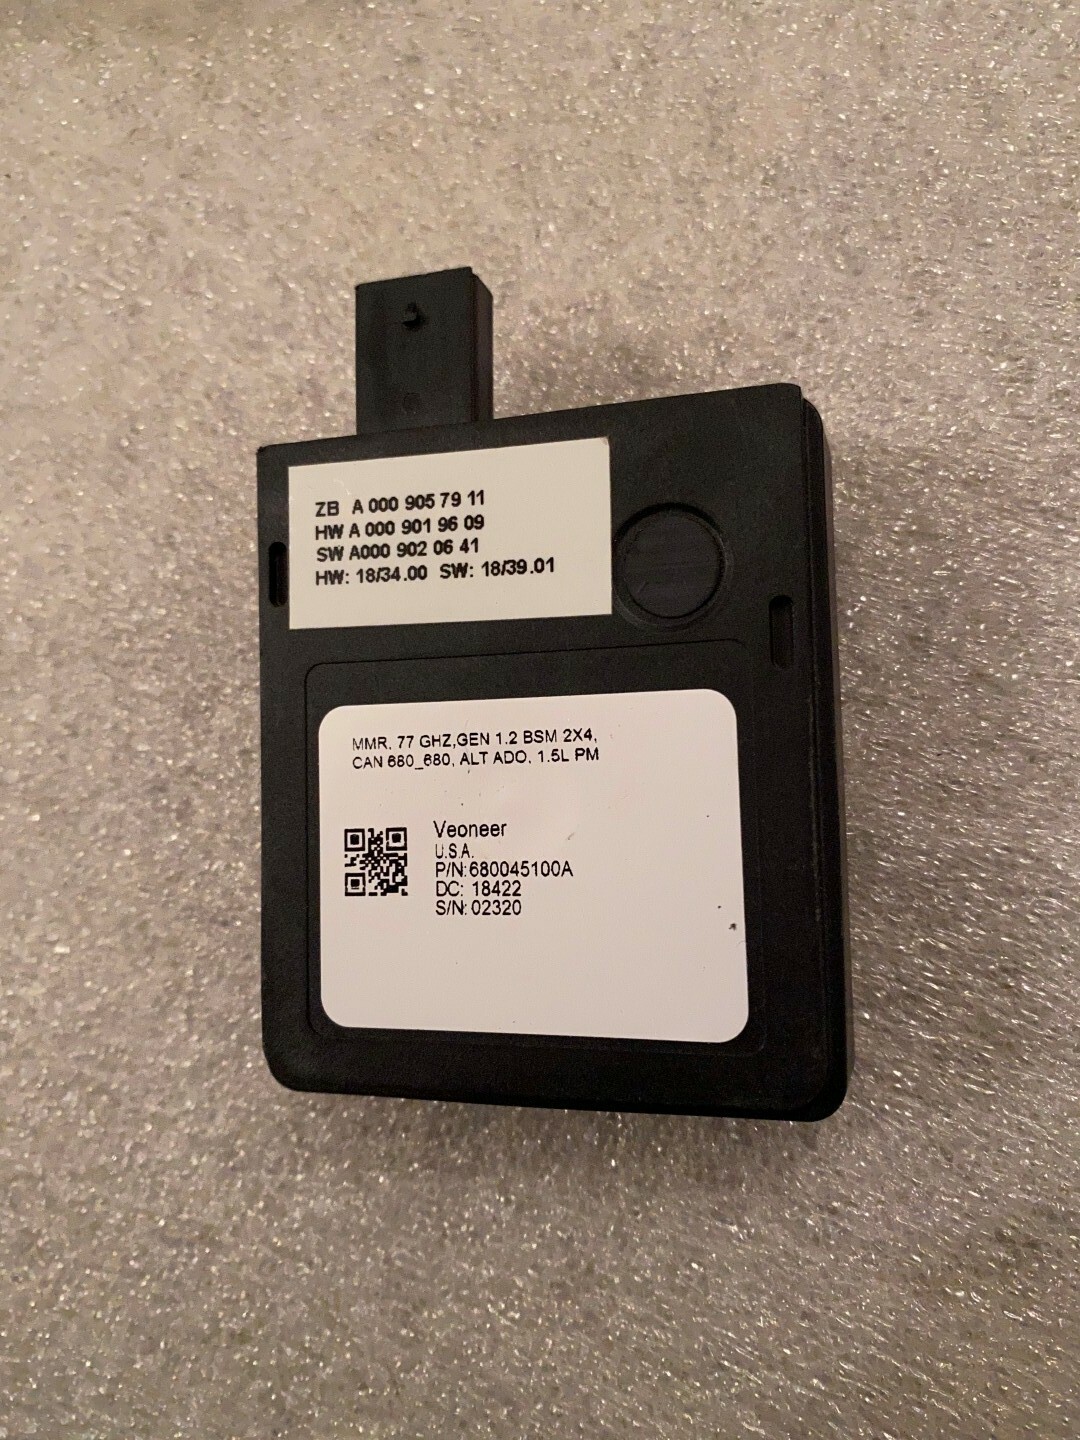 ZB A 000 905 79 11
HW A 000 901 96 09
SW A000 902 06 41
HW: 18/34.00 SW: 18/39.01
MMR, 77 GHZ,GEN 1.2 BSM 2X4,
CAN 680_680, ALT ADO, 1.5L PM
Veoneer
U.S.A.
P/N:680045100A
DC: 18422
S/N: 02320